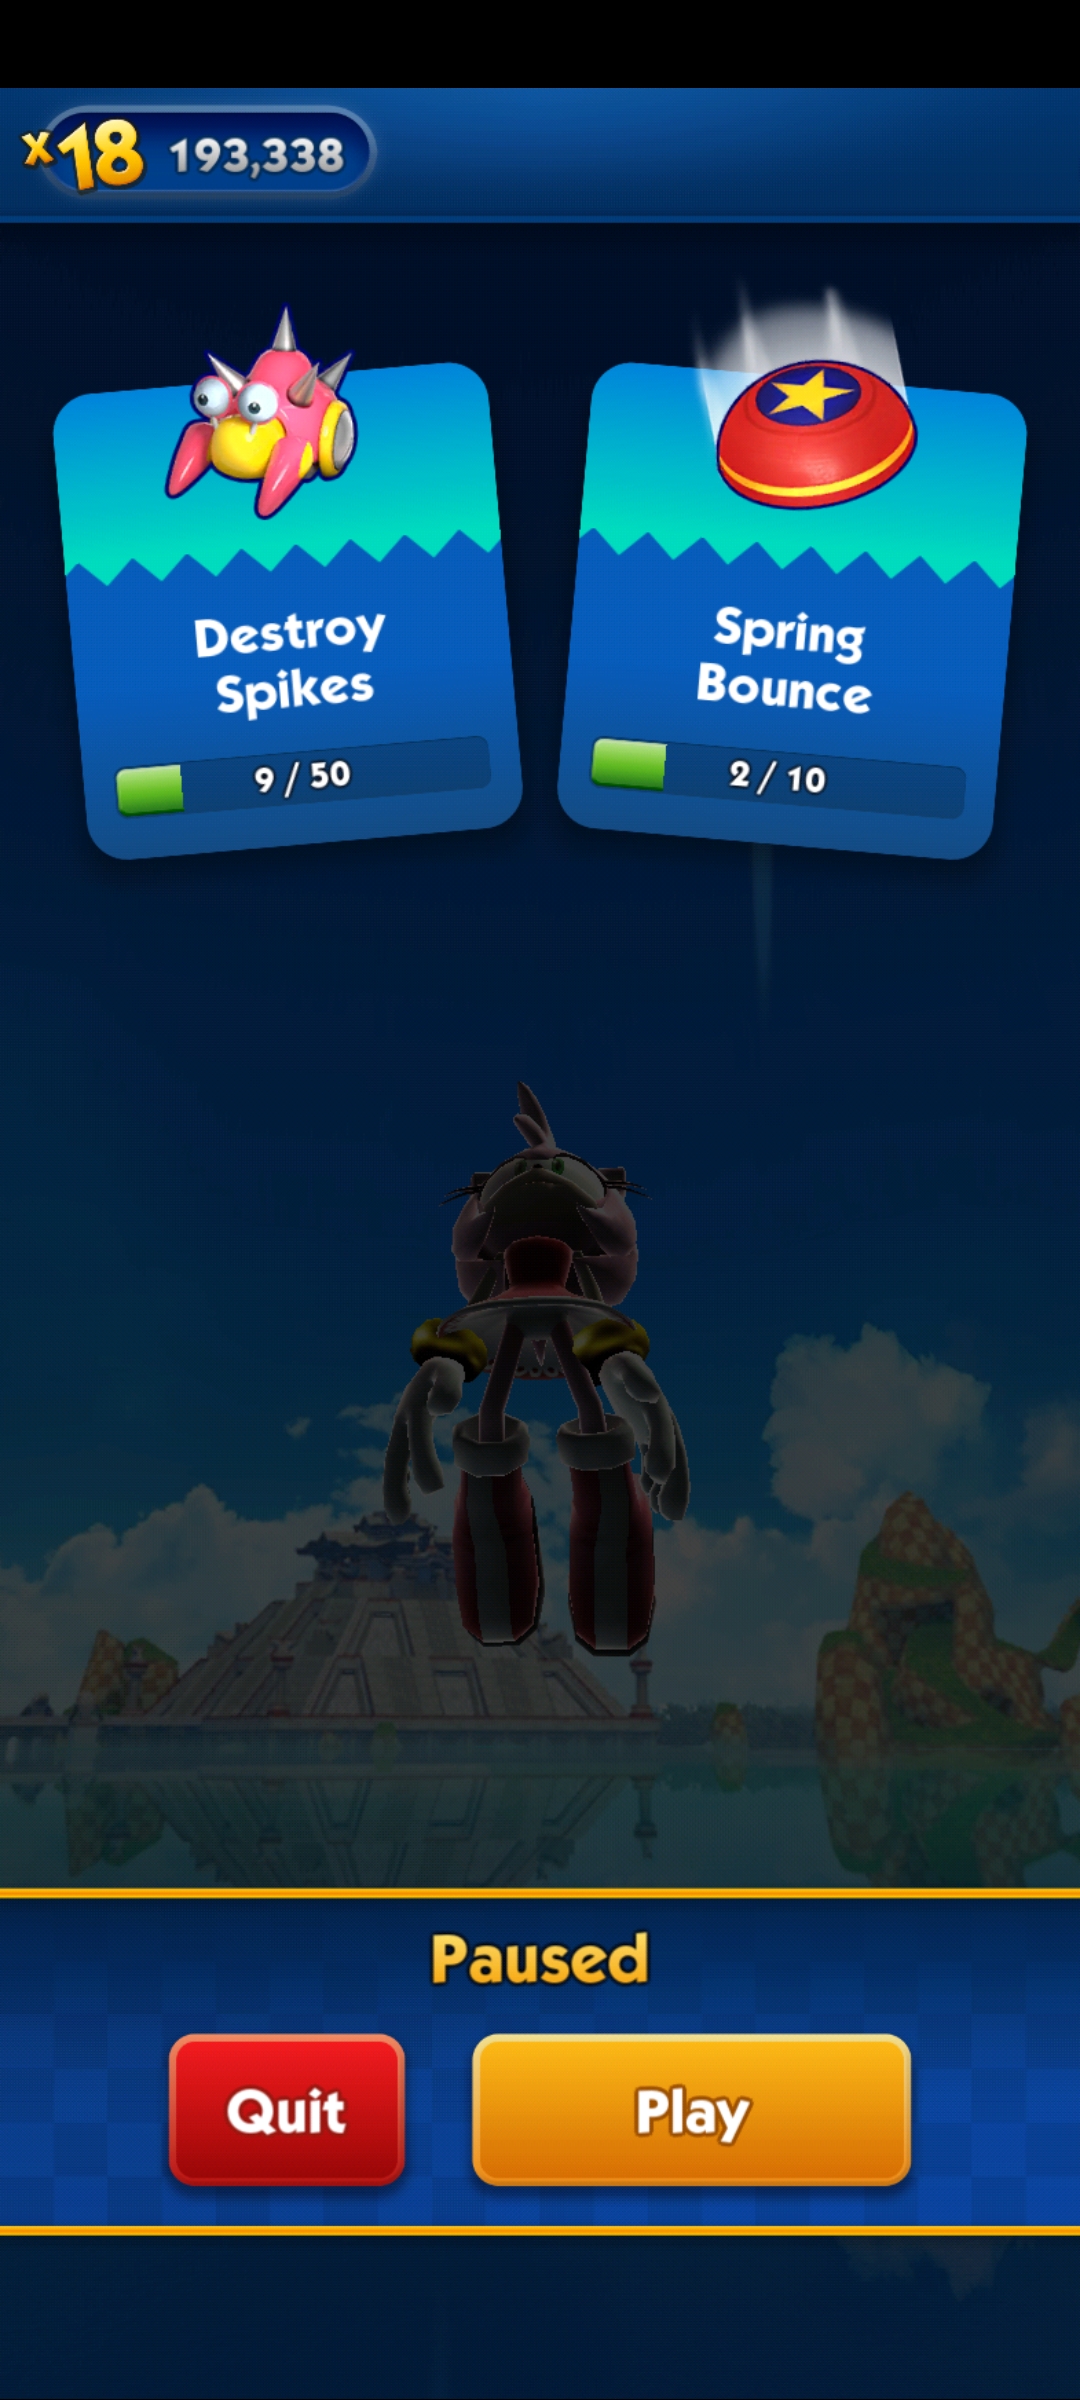 x18 193,338
Destroy
Spikes
9 / 50
Spring
Bounce
2 / 10
Paused
Quit
Play